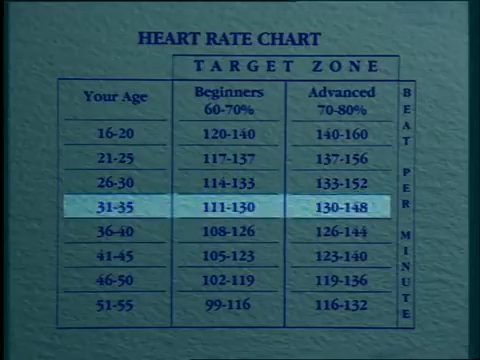 HEART RATE CHART
TARGET ZONE
Your Age Beginners 60-70% Advanced 70-80%
16-20 120-140 140-160
21-25 117-137 137-156
26-30 114-133 133-152
31-35 111-130 130-148
36-40 108-126 126-144
41-45 105-123 123-140
46-50 102-119 119-136
51-55 99-116 116-132
BEAT PER MINUTE